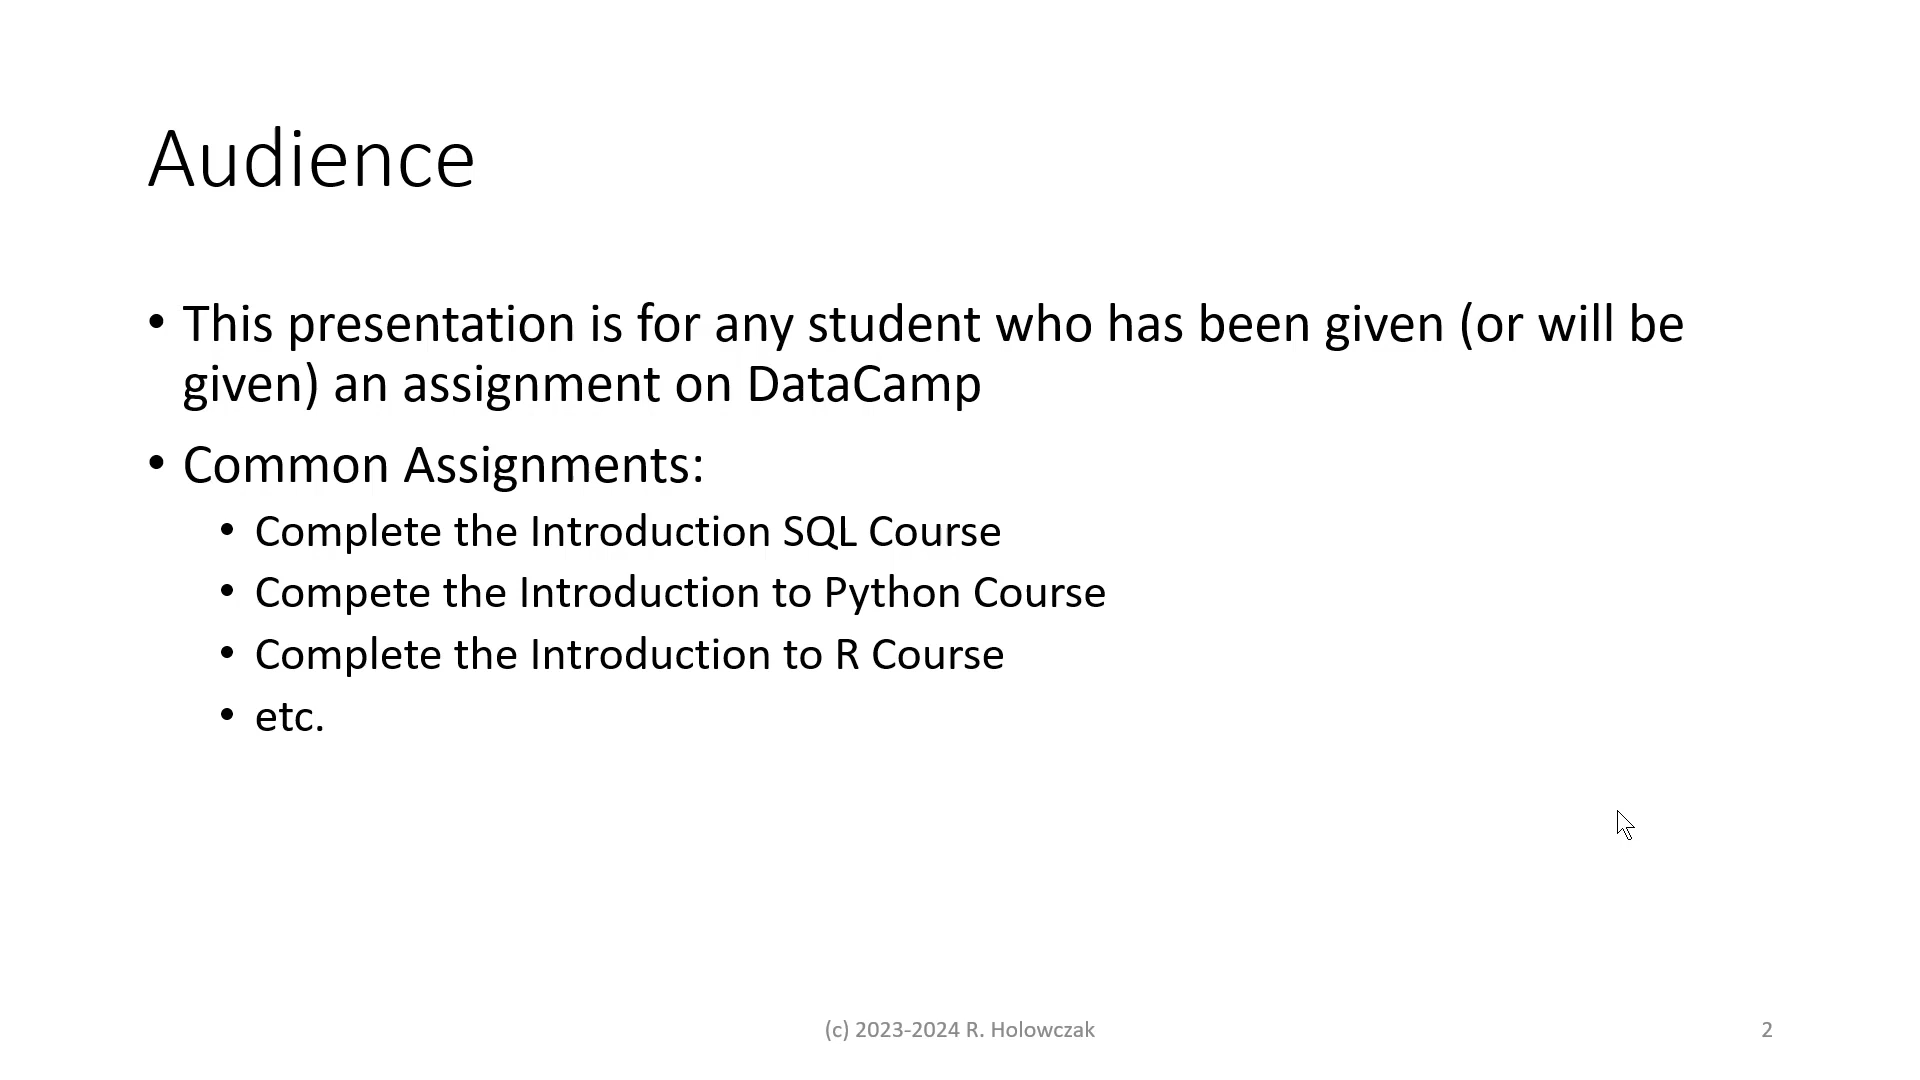 Audience
• This presentation is for any student who has been given (or will be
given) an assignment on DataCamp
• Common Assignments:
• Complete the Introduction SQL Course
• Compete the Introduction to Python Course
• Complete the Introduction to R Course
• etc.
(c) 2023-2024 R. Holowczak
2